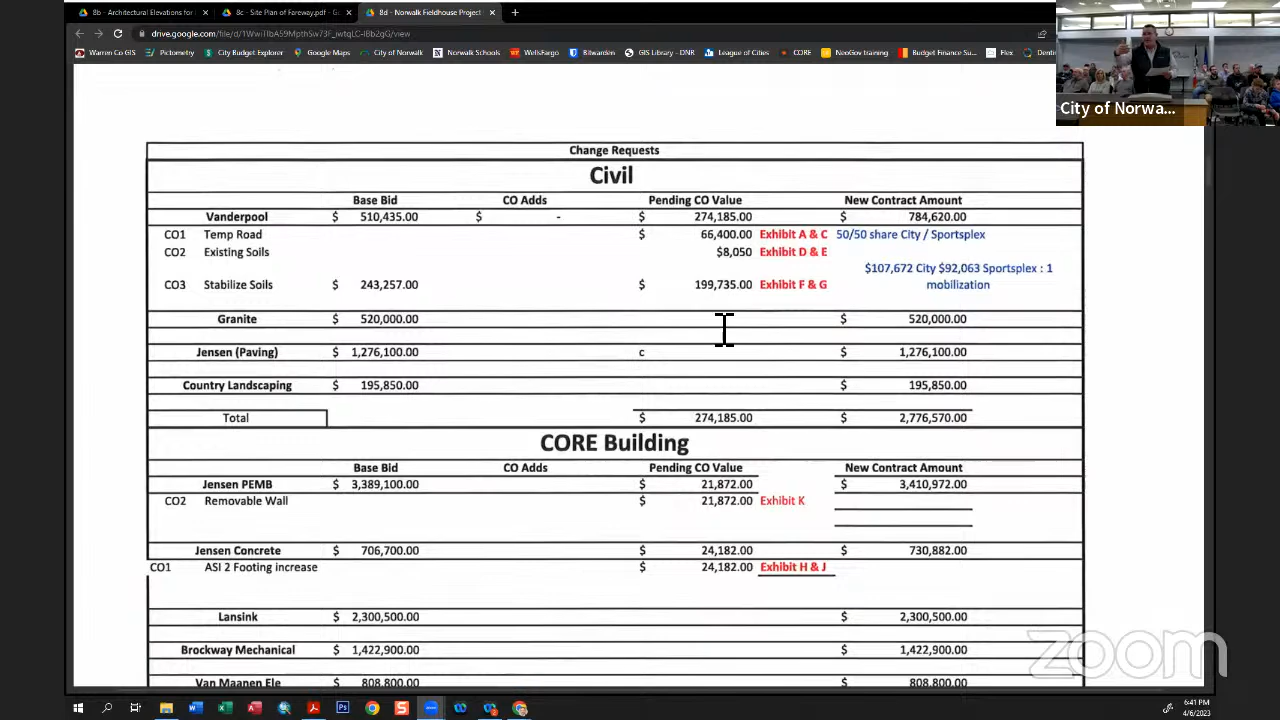 8b - Architectural Elevations for
8c - Site Plan of Fareway.pdf - G
8d - Norwalk Fieldhouse Project
Warren Co GIS
Pictometry
City Budget Explorer
Google Maps
City of Norwalk
Norwalk Schools
WellsFargo
Bitwarden
GIS Library - DNR
League of Cities
CORE
NeoGov training
Budget Finance Su...
Flex
City of Norwa...
Change Requests
Civil
Base Bid CO Adds Pending CO Value New Contract Amount
Vanderpool $ 510,435.00 $ - $ 274,185.00 $ 784,620.00
CO1 Temp Road $ 66,400.00 Exhibit A & C 50/50 share City / Sportsplex
CO2 Existing Soils $8,050 Exhibit D & E
$107,672 City $92,063 Sportsplex : 1
CO3 Stabilize Soils $ 243,257.00 $ 199,735.00 Exhibit F & G mobilization
Granite $ 520,000.00 $ 520,000.00
Jensen (Paving) $ 1,276,100.00 c $ 1,276,100.00
Country Landscaping $ 195,850.00 $ 195,850.00
Total $ 274,185.00 $ 2,776,570.00
CORE Building
Base Bid CO Adds Pending CO Value New Contract Amount
Jensen PEMB $ 3,389,100.00 $ 21,872.00 $ 3,410,972.00
CO2 Removable Wall $ 21,872.00 Exhibit K
Jensen Concrete $ 706,700.00 $ 24,182.00 $ 730,882.00
CO1 ASI 2 Footing increase $ 24,182.00 Exhibit H & J
Lansink $ 2,300,500.00 $ 2,300,500.00
Brockway Mechanical $ 1,422,900.00 $ 1,422,900.00
Van Maanen Ele $ 808,800.00 $ 808,800.00
zoom
6:41 PM
4/6/2023